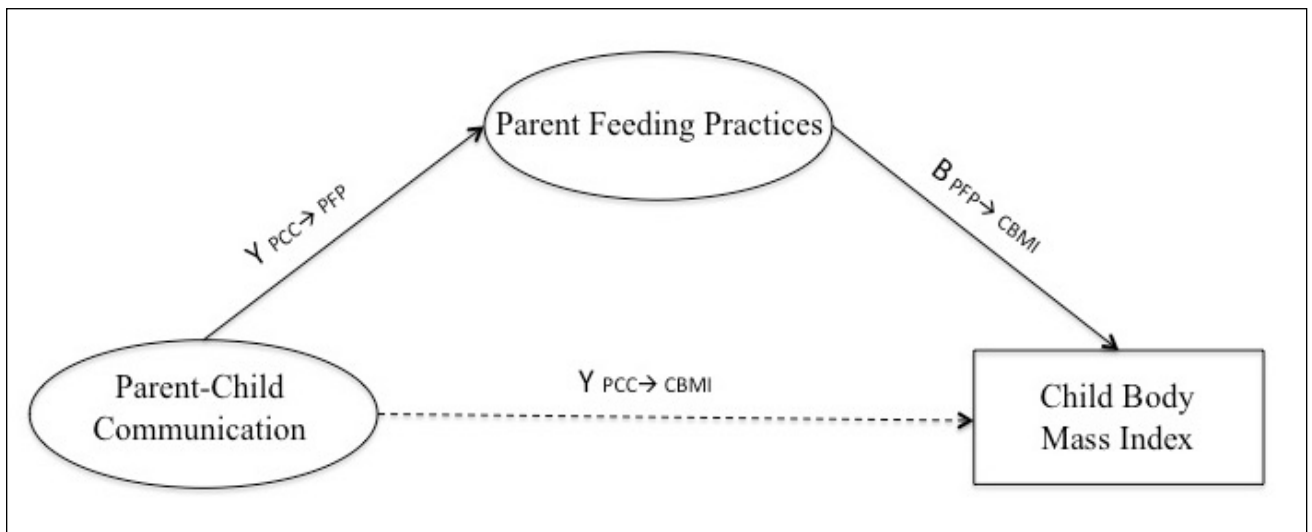 Parent Feeding Practices
Υ PCC→ PFP
Β PFP→ CBMI
Parent-Child
Communication
Υ PCC→ CBMI
Child Body
Mass Index